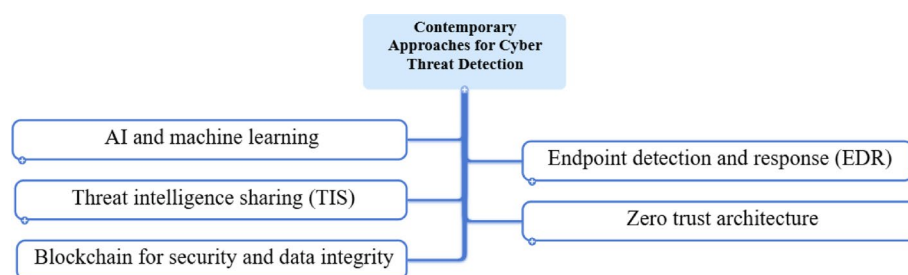 Contemporary
Approaches for Cyber
Threat Detection
AI and machine learning
Threat intelligence sharing (TIS)
Blockchain for security and data integrity
Endpoint detection and response (EDR)
Zero trust architecture